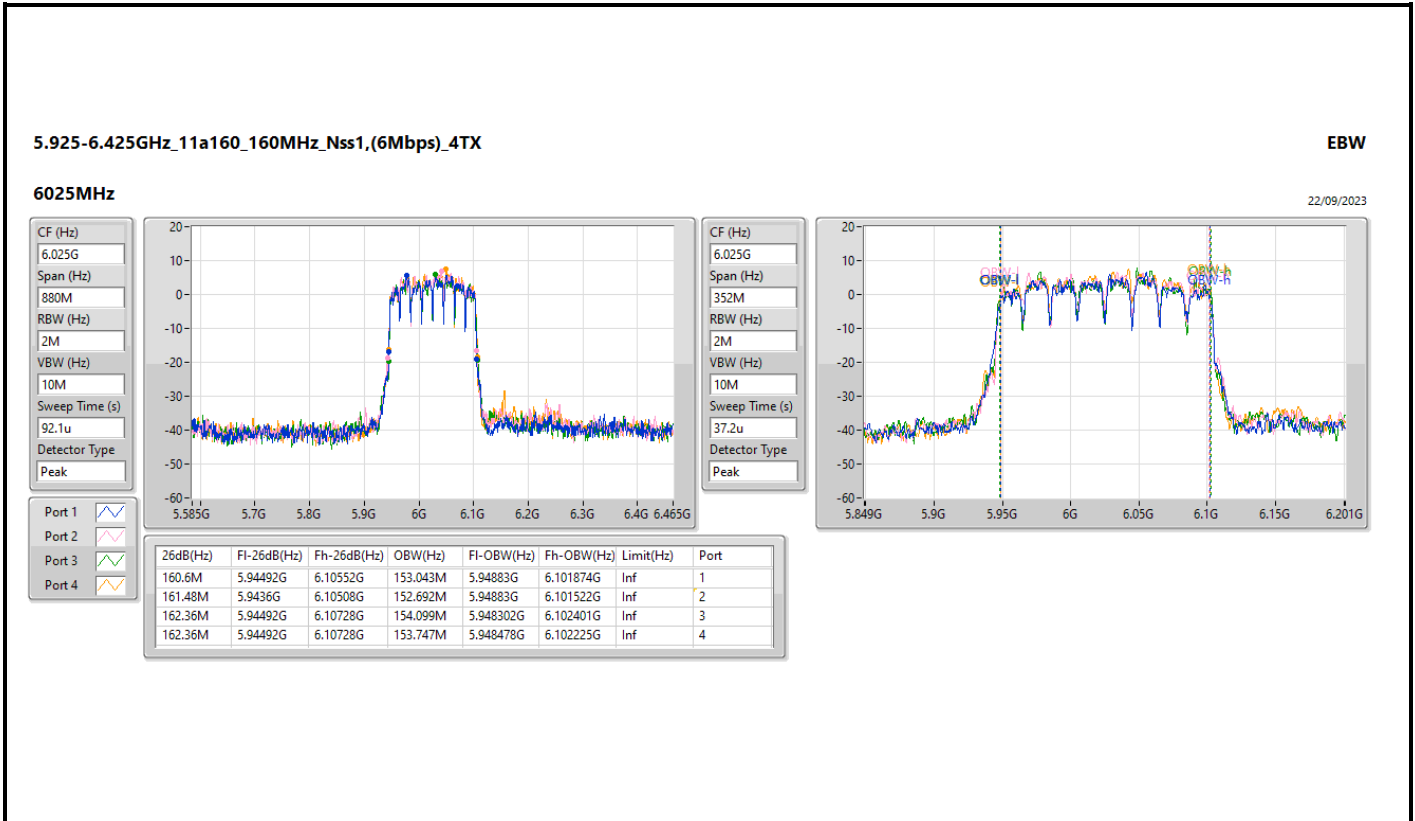 5.925-6.425GHz_11a160_160MHz_Nss1,(6Mbps)_4TX
EBW
6025MHz
22/09/2023
CF (Hz)
6.025G
Span (Hz)
880M
RBW (Hz)
2M
VBW (Hz)
10M
Sweep Time (s)
92.1u
Detector Type
Peak
Port 1
Port 2
Port 3
Port 4
20
10
0
-10
-20
-30
-40
-50
-60
5.585G 5.7G 5.8G 5.9G 6G 6.1G 6.2G 6.3G 6.4G 6.465G
CF (Hz)
6.025G
Span (Hz)
352M
RBW (Hz)
2M
VBW (Hz)
10M
Sweep Time (s)
37.2u
Detector Type
Peak
20
10
0
-10
-20
-30
-40
-50
-60
OBW-l
OBW-h
OBW-h
5.849G 5.9G 5.95G 6G 6.05G 6.1G 6.15G 6.201G
26dB(Hz) Fl-26dB(Hz) Fh-26dB(Hz) OBW(Hz) Fl-OBW(Hz) Fh-OBW(Hz) Limit(Hz) Port
160.6M 5.94492G 6.10552G 153.043M 5.94883G 6.101874G Inf 1
161.48M 5.9436G 6.10508G 152.692M 5.94883G 6.101522G Inf 2
162.36M 5.94492G 6.10728G 154.099M 5.948302G 6.102401G Inf 3
162.36M 5.94492G 6.10728G 153.747M 5.948478G 6.102225G Inf 4